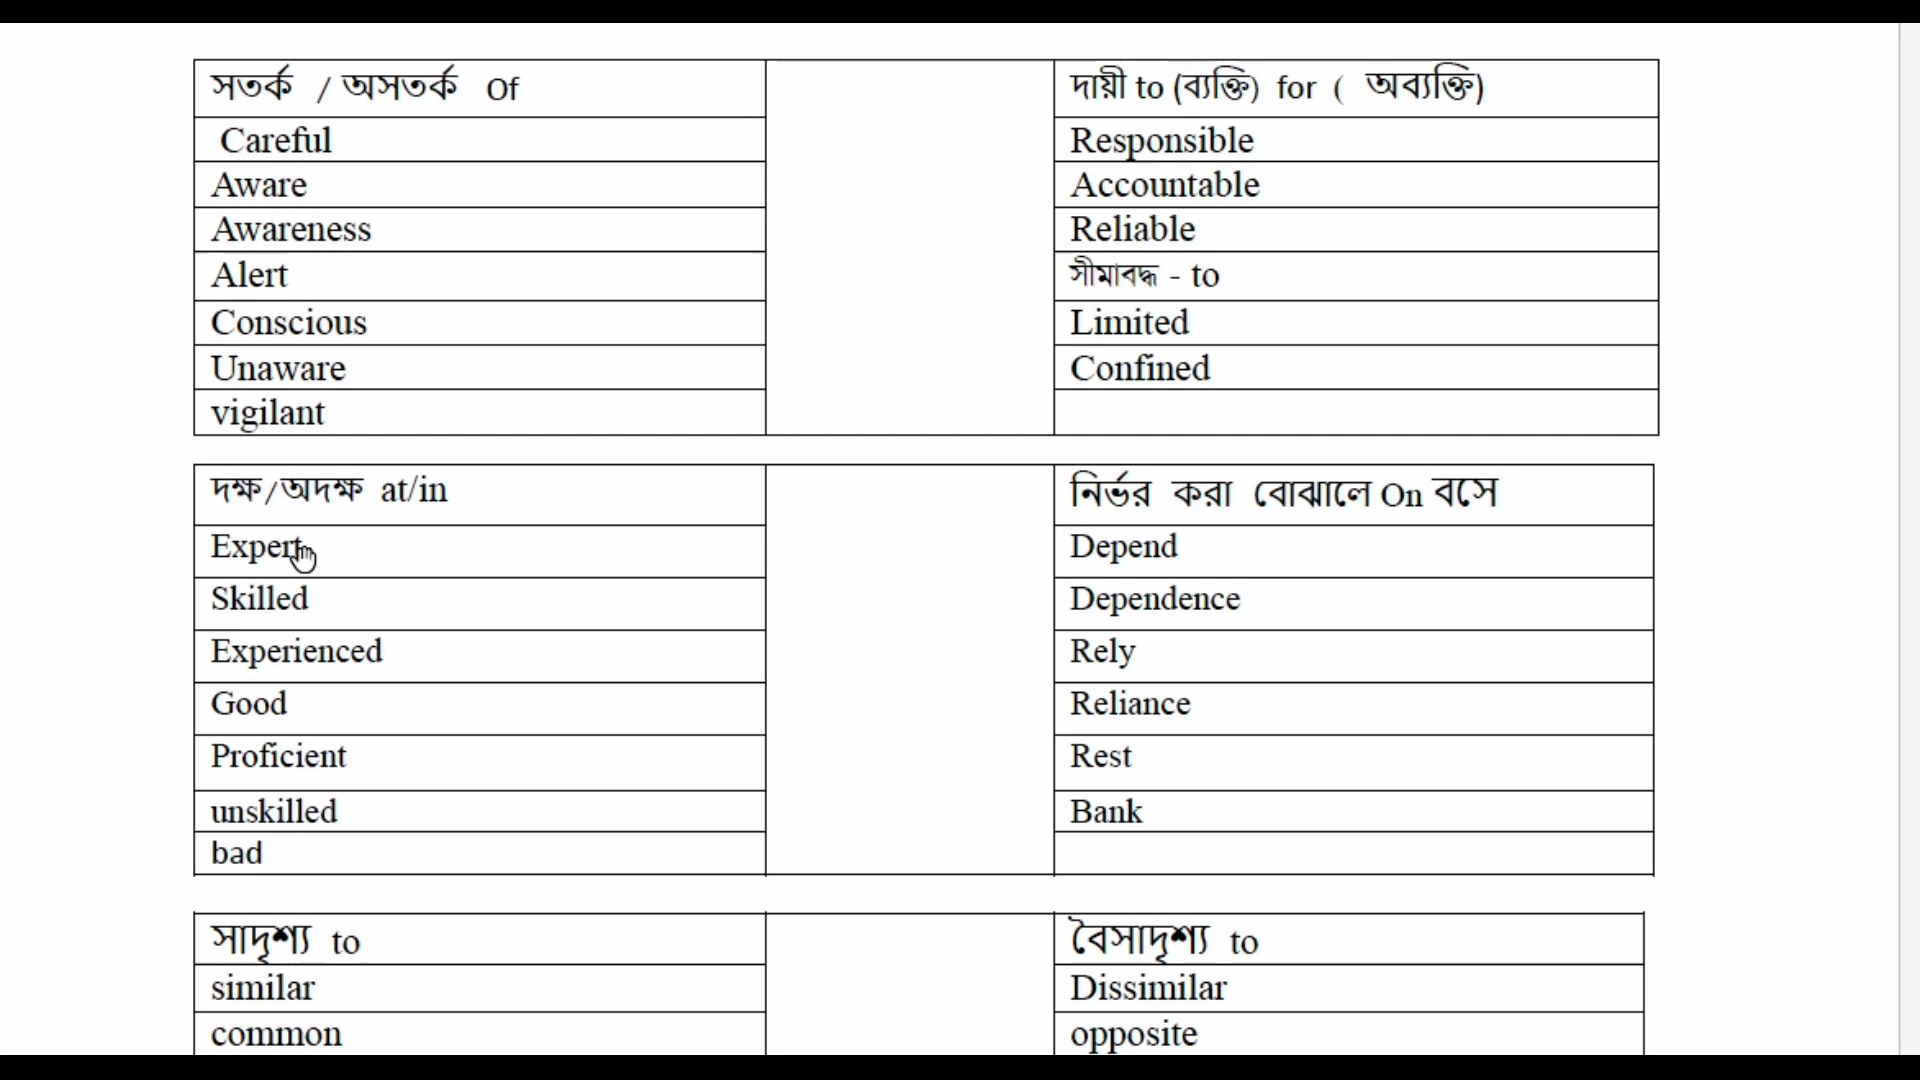 সতর্ক / অসতর্ক Of
Careful
Aware
Awareness
Alert
Conscious
Unaware
vigilant
দায়ী to (ব্যক্তি) for ( অব্যক্তি)
Responsible
Accountable
Reliable
সীমাবদ্ধ - to
Limited
Confined
দক্ষ/অদক্ষ at/in
Expert
Skilled
Experienced
Good
Proficient
unskilled
bad
নির্ভর করা বোঝালে On বসে
Depend
Dependence
Rely
Reliance
Rest
Bank
সাদৃশ্য to
similar
common
বৈসাদৃশ্য to
Dissimilar
opposite